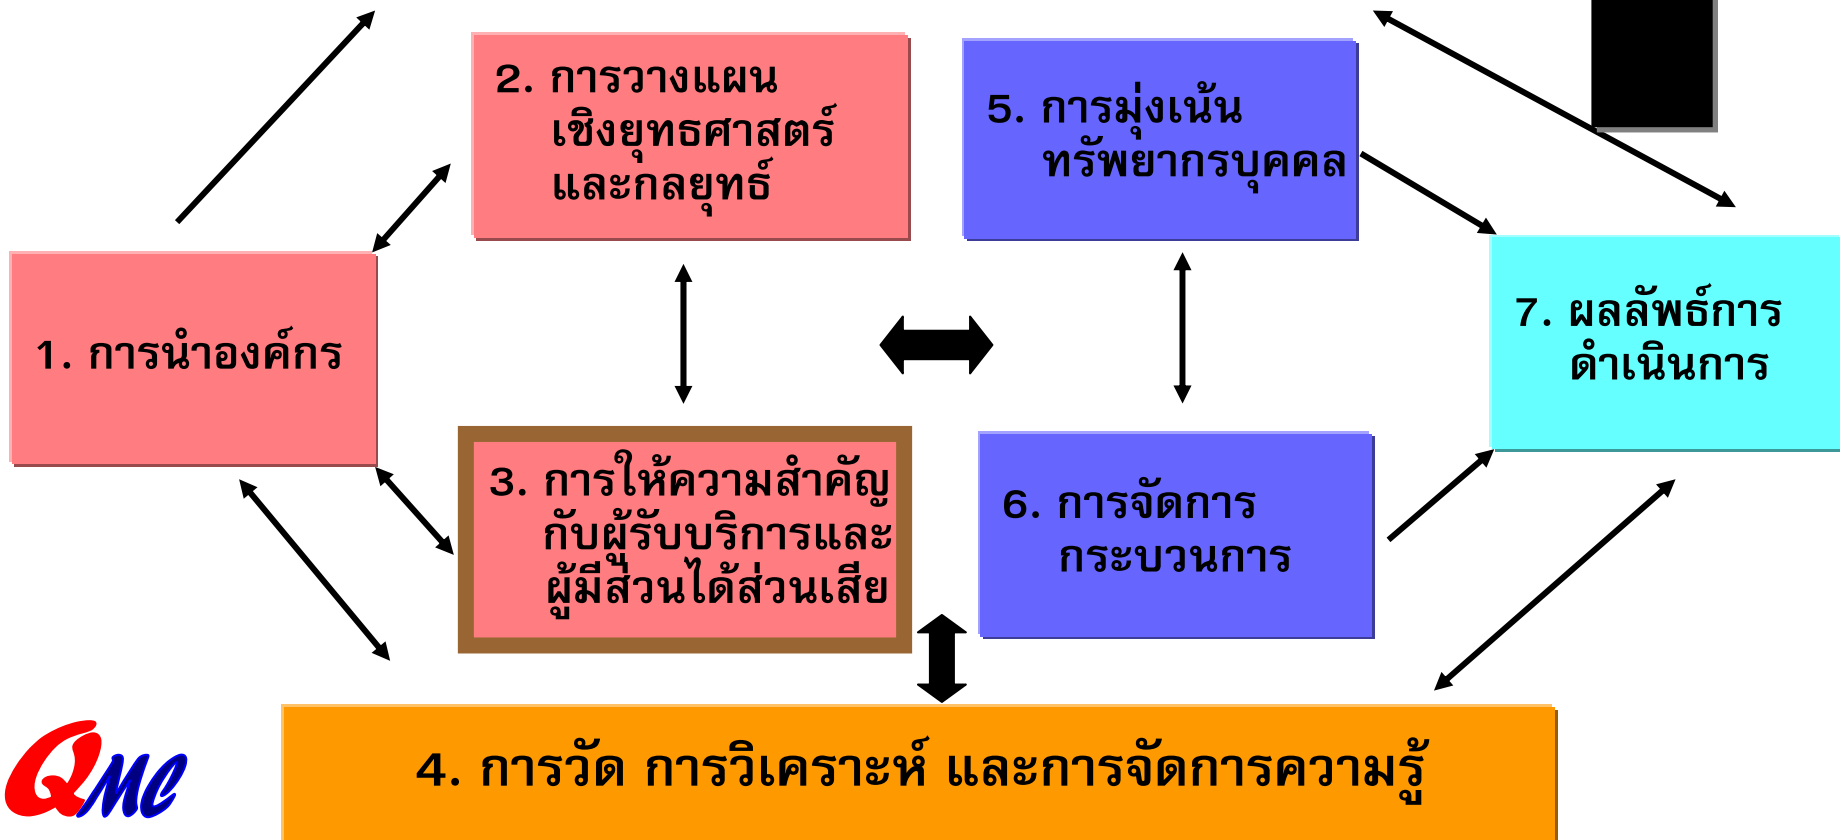 2. การวางแผน
เชิงยุทธศาสตร์
และกลยุทธ์
5. การมุ่งเน้น
ทรัพยากรบุคคล
1. การนำองค์กร
7. ผลลัพธ์การ
ดำเนินการ
3. การให้ความสำคัญ
กับผู้รับบริการและ
ผู้มีส่วนได้ส่วนเสีย
6. การจัดการ
กระบวนการ
4. การวัด การวิเคราะห์ และการจัดการความรู้
QMC